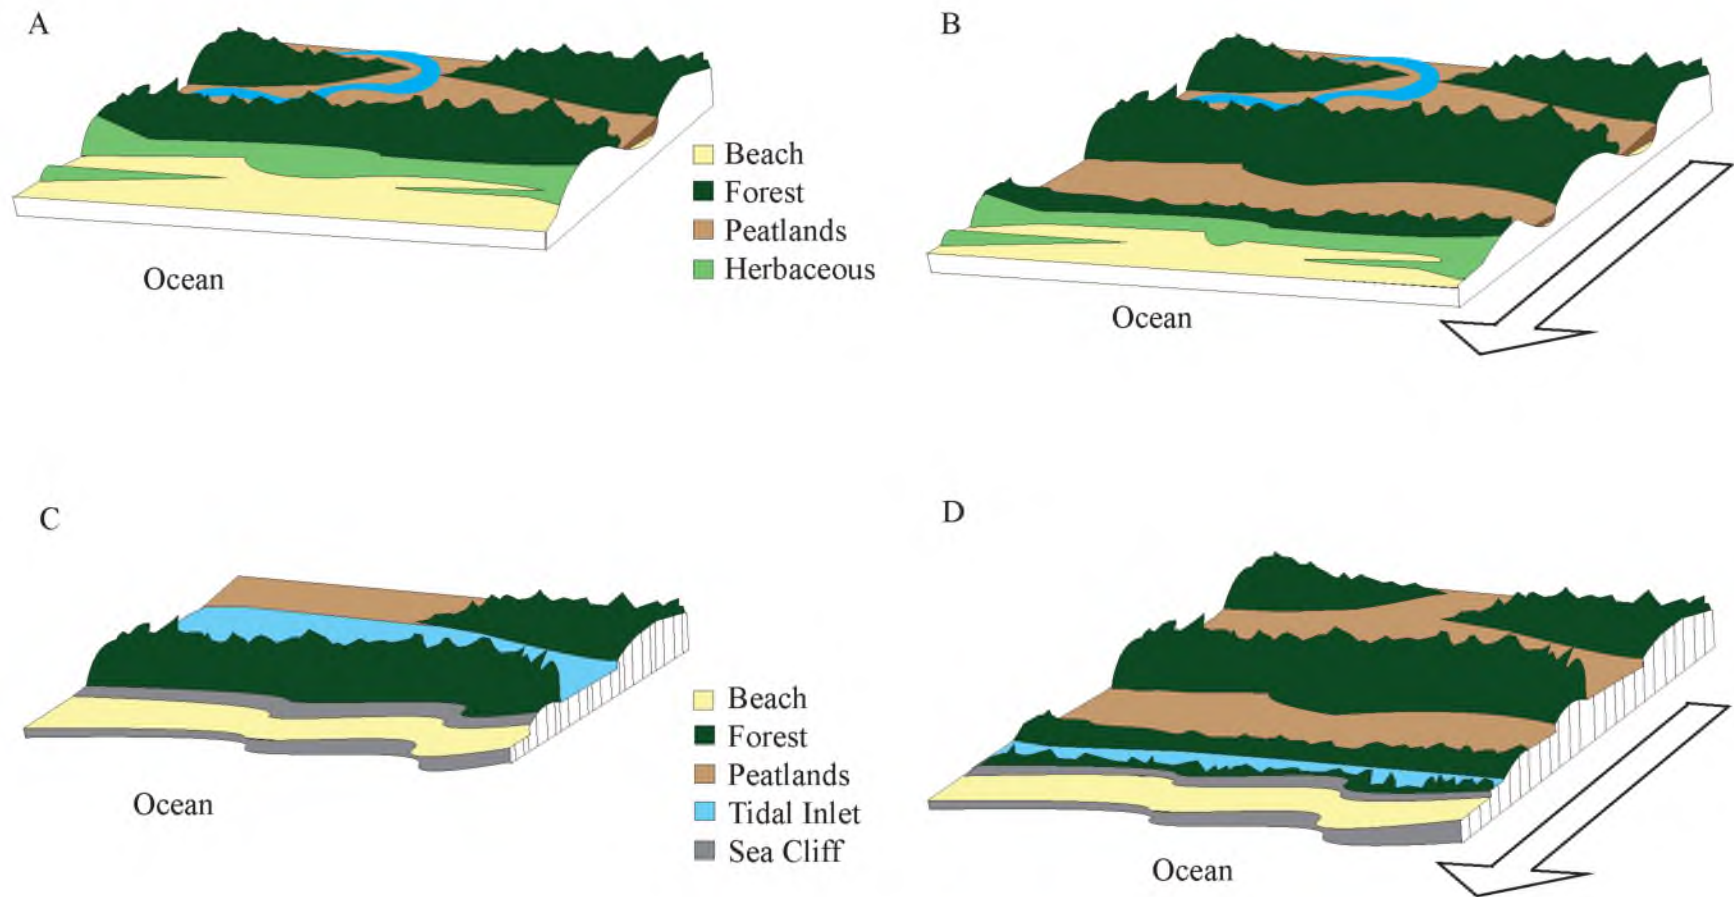 A
B
Beach
Forest
Peatlands
Herbaceous
Ocean
Ocean
C
D
Beach
Forest
Peatlands
Tidal Inlet
Sea Cliff
Ocean
Ocean